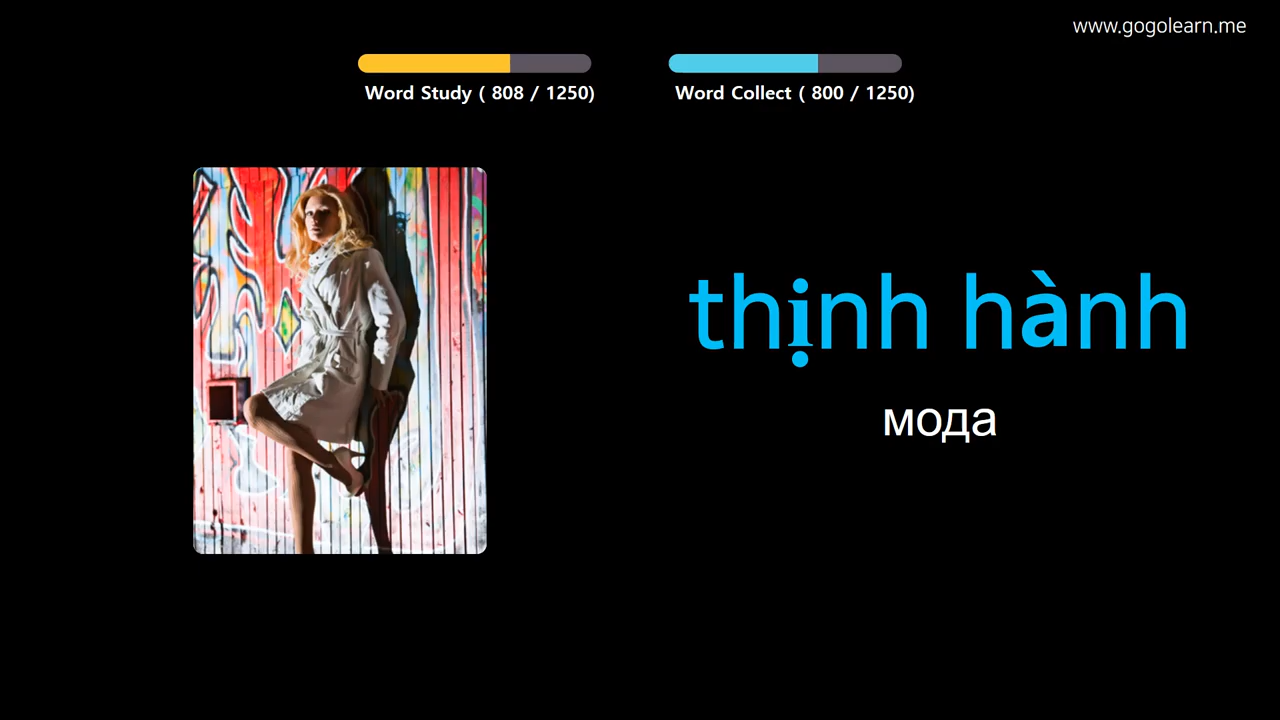 www.gogolearn.me
Word Study ( 808 / 1250)
Word Collect ( 800 / 1250)
thịnh hành
мода